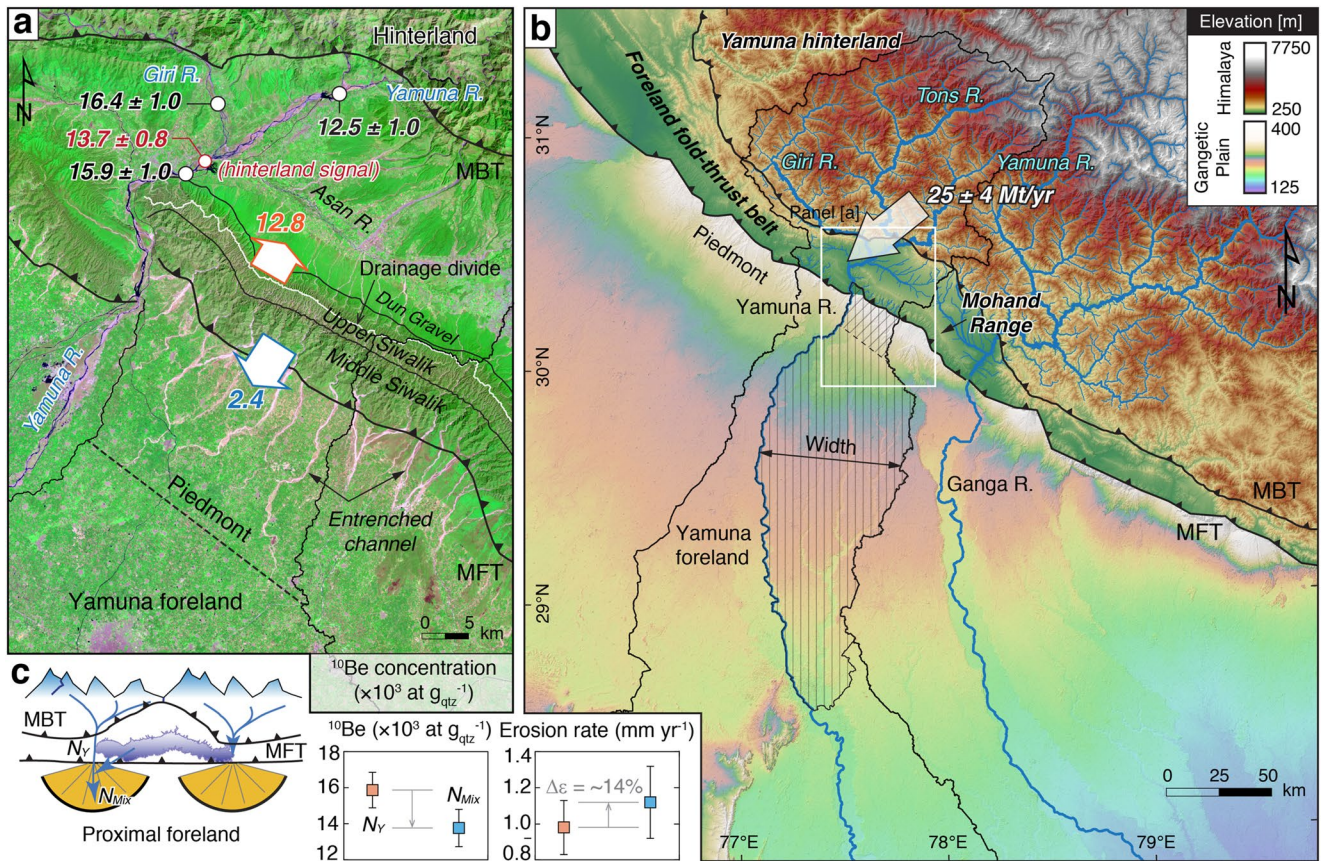 a
Hinterland
Giri R.
Yamuna R.
16.4 ± 1.0
12.5 ± 1.0
13.7 ± 0.8
(hinterland signal)
15.9 ± 1.0
MBT
N
Asan R.
12.8
Drainage divide
Dun Gravel
Upper Siwalik
Middle Siwalik
2.4
Yamuna R.
Piedmont
Entrenched
channel
MFT
Yamuna foreland
0 5 km
¹⁰Be concentration
(×10³ at g_qtz⁻¹)
b
Yamuna hinterland
Elevation [m]
7750
Himalaya
250
400
Gangetic
Plain
125
Foreland fold-thrust belt
Tons R.
Giri R.
Yamuna R.
25 ± 4 Mt/yr
Panel [a]
Piedmont
Yamuna R.
Mohand
Range
N
31°N
30°N
29°N
Width
Ganga R.
Yamuna
foreland
MBT
MFT
0 25 50
km
77°E
78°E
79°E
c
MBT
N_Y
MFT
N_Mix
Proximal foreland
¹⁰Be (×10³ at g_qtz⁻¹)
18
16
14
12
N_Y
N_Mix
Erosion rate (mm yr⁻¹)
1.4
1.2
1.0
0.8
Δε = ~14%